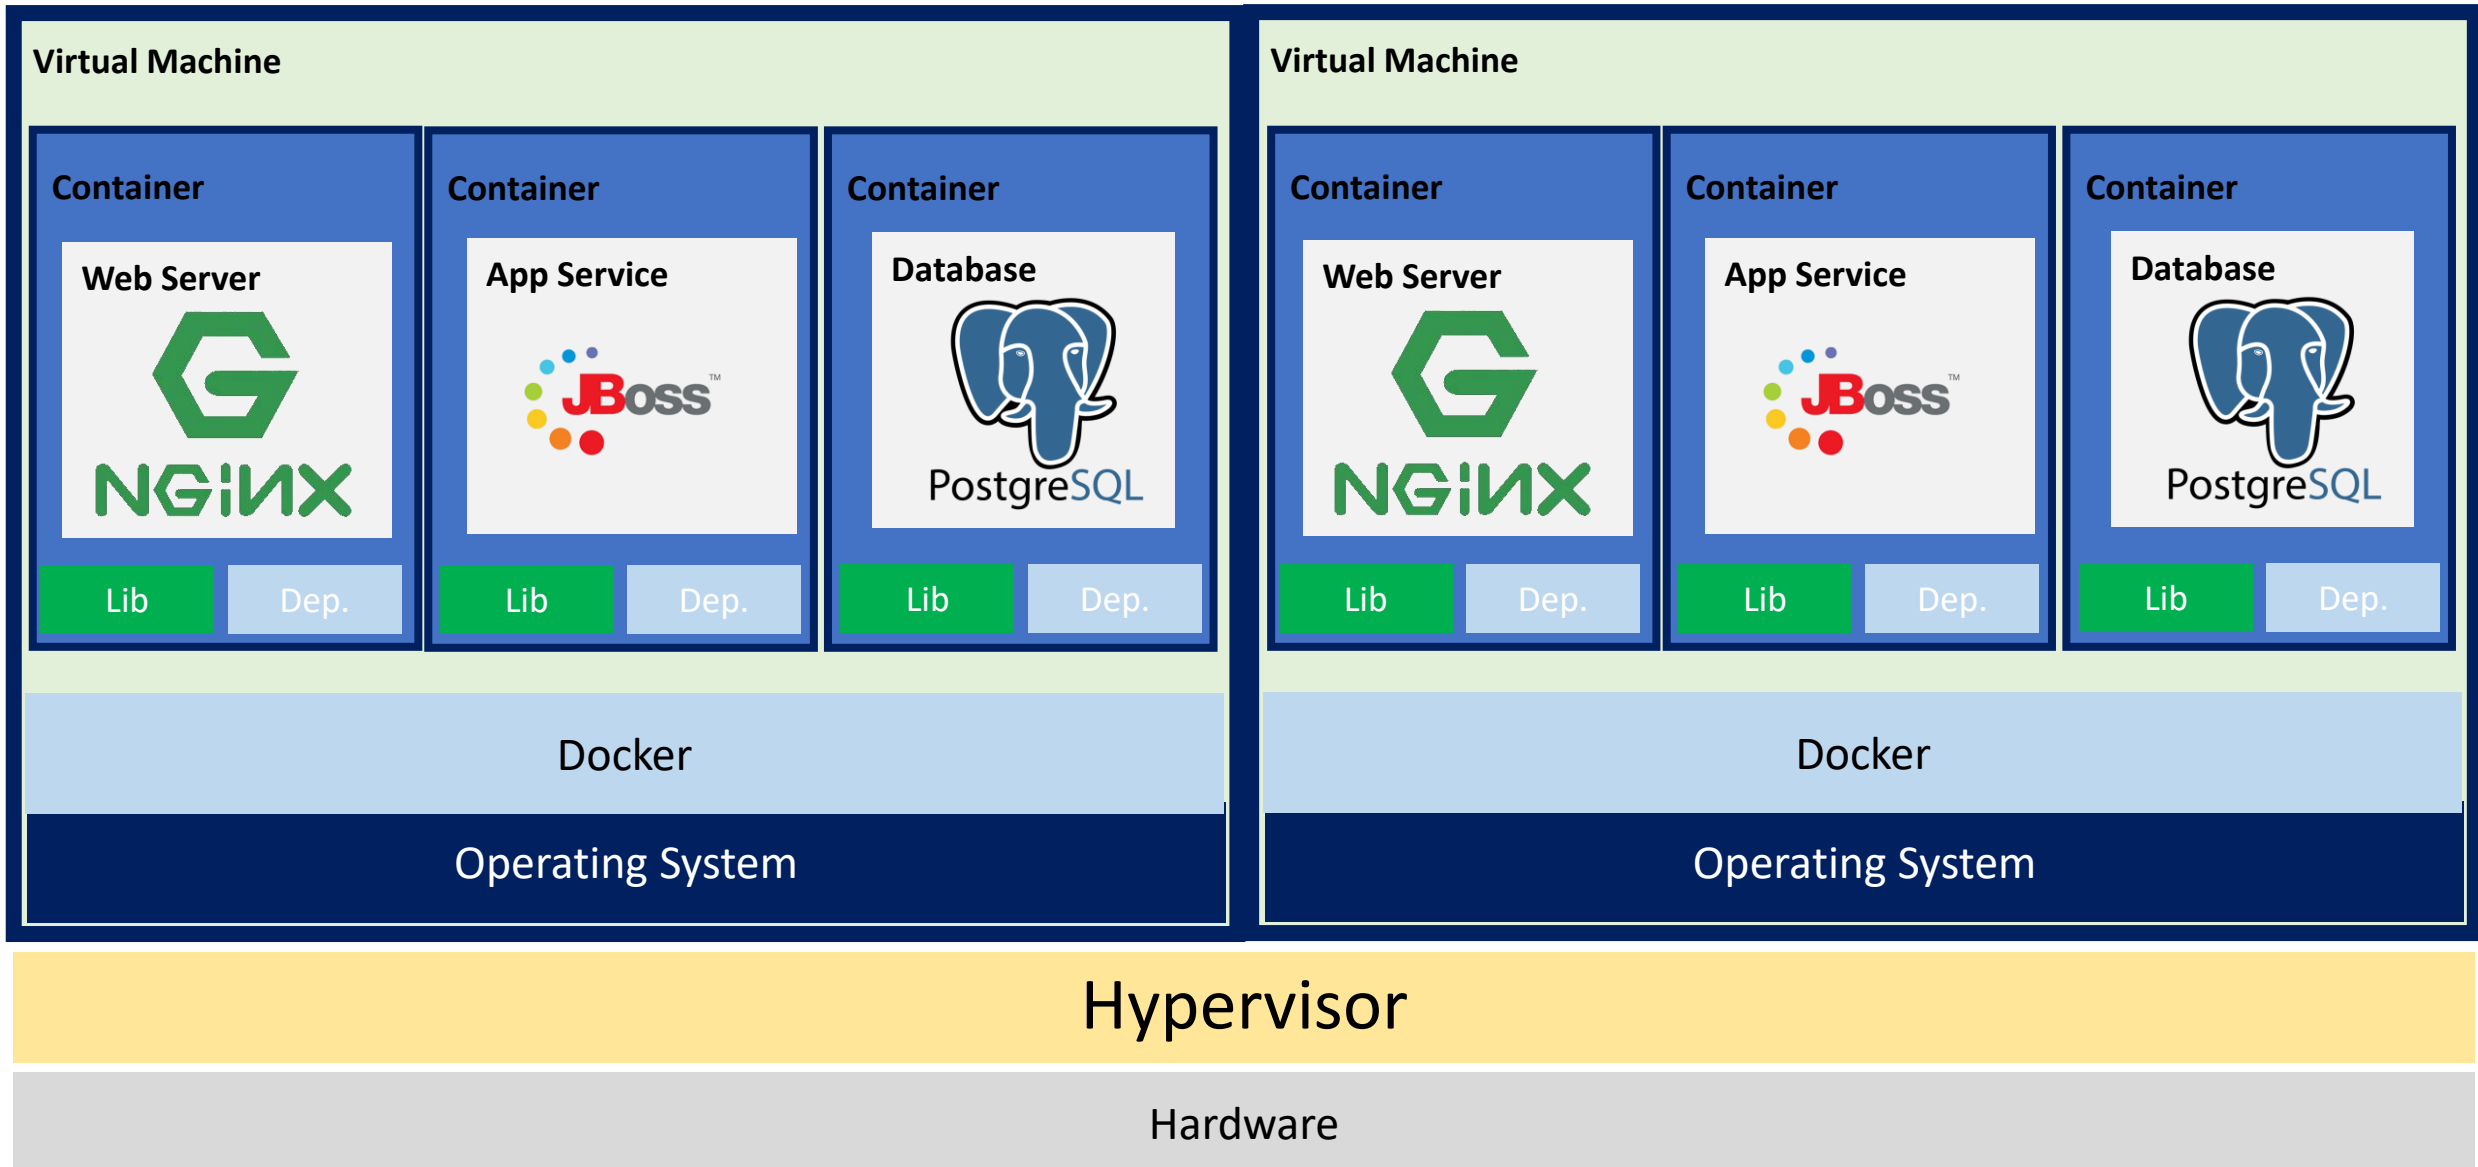 Virtual Machine
Container
Web Server
NGiNX
Lib
Dep.
Container
App Service
JBoss™
Lib
Dep.
Container
Database
PostgreSQL
Lib
Dep.
Docker
Operating System
Virtual Machine
Container
Web Server
NGiNX
Lib
Dep.
Container
App Service
JBoss™
Lib
Dep.
Container
Database
PostgreSQL
Lib
Dep.
Docker
Operating System
Hypervisor
Hardware